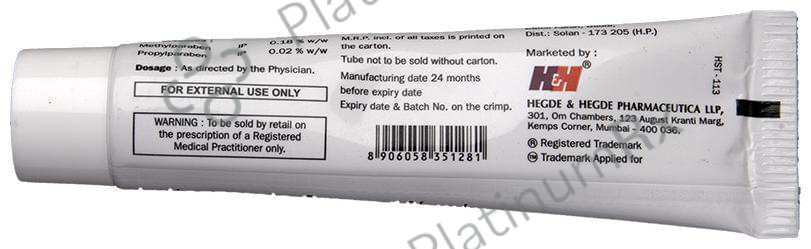 Methylparaben IP 0.18 % w/w
Propylparaben IP 0.02 % w/w
Dosage : As directed by the Physician.
FOR EXTERNAL USE ONLY
WARNING : To be sold by retail on
the prescription of a Registered
Medical Practitioner only.
M.R.P. incl. of all taxes is printed on
the carton.
Tube not to be sold without carton.
Manufacturing date 24 months
before expiry date
Expiry date & Batch No. on the crimp.
8 906058 351281
Dist.: Solan - 173 205 (H.P.)
Marketed by :
H&H ®
HEGDE & HEGDE PHARMACEUTICA LLP,
301, Om Chambers, 123 August Kranti Marg,
Kemps Corner, Mumbai - 400 036.
® Registered Trademark
™ Trademark Applied for
HST - 113
PlatinumRx